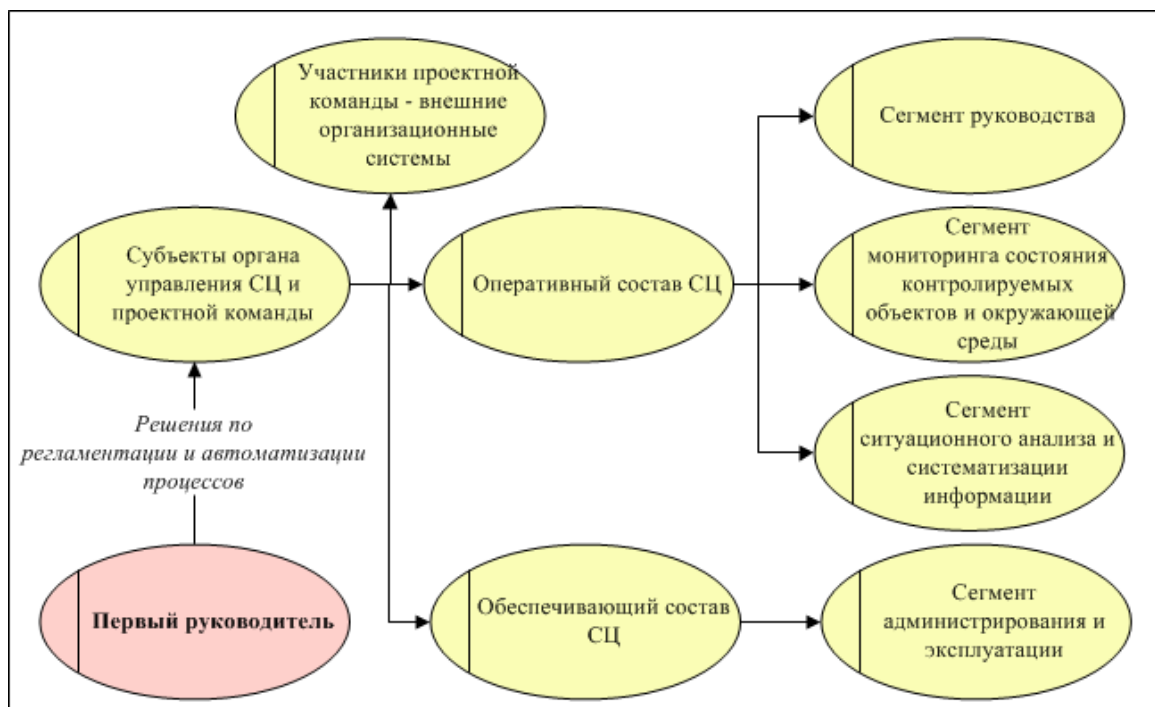 Участники проектной
команды - внешние
организационные
системы
Сегмент руководства
Субъекты органа
управления СЦ и
проектной команды
Оперативный состав СЦ
Сегмент
мониторинга состояния
контролируемых
объектов и окружающей
среды
Решения по
регламентации и автоматизации
процессов
Сегмент
ситуационного анализа и
систематизации
информации
Первый руководитель
Обеспечивающий состав
СЦ
Сегмент
администрирования и
эксплуатации